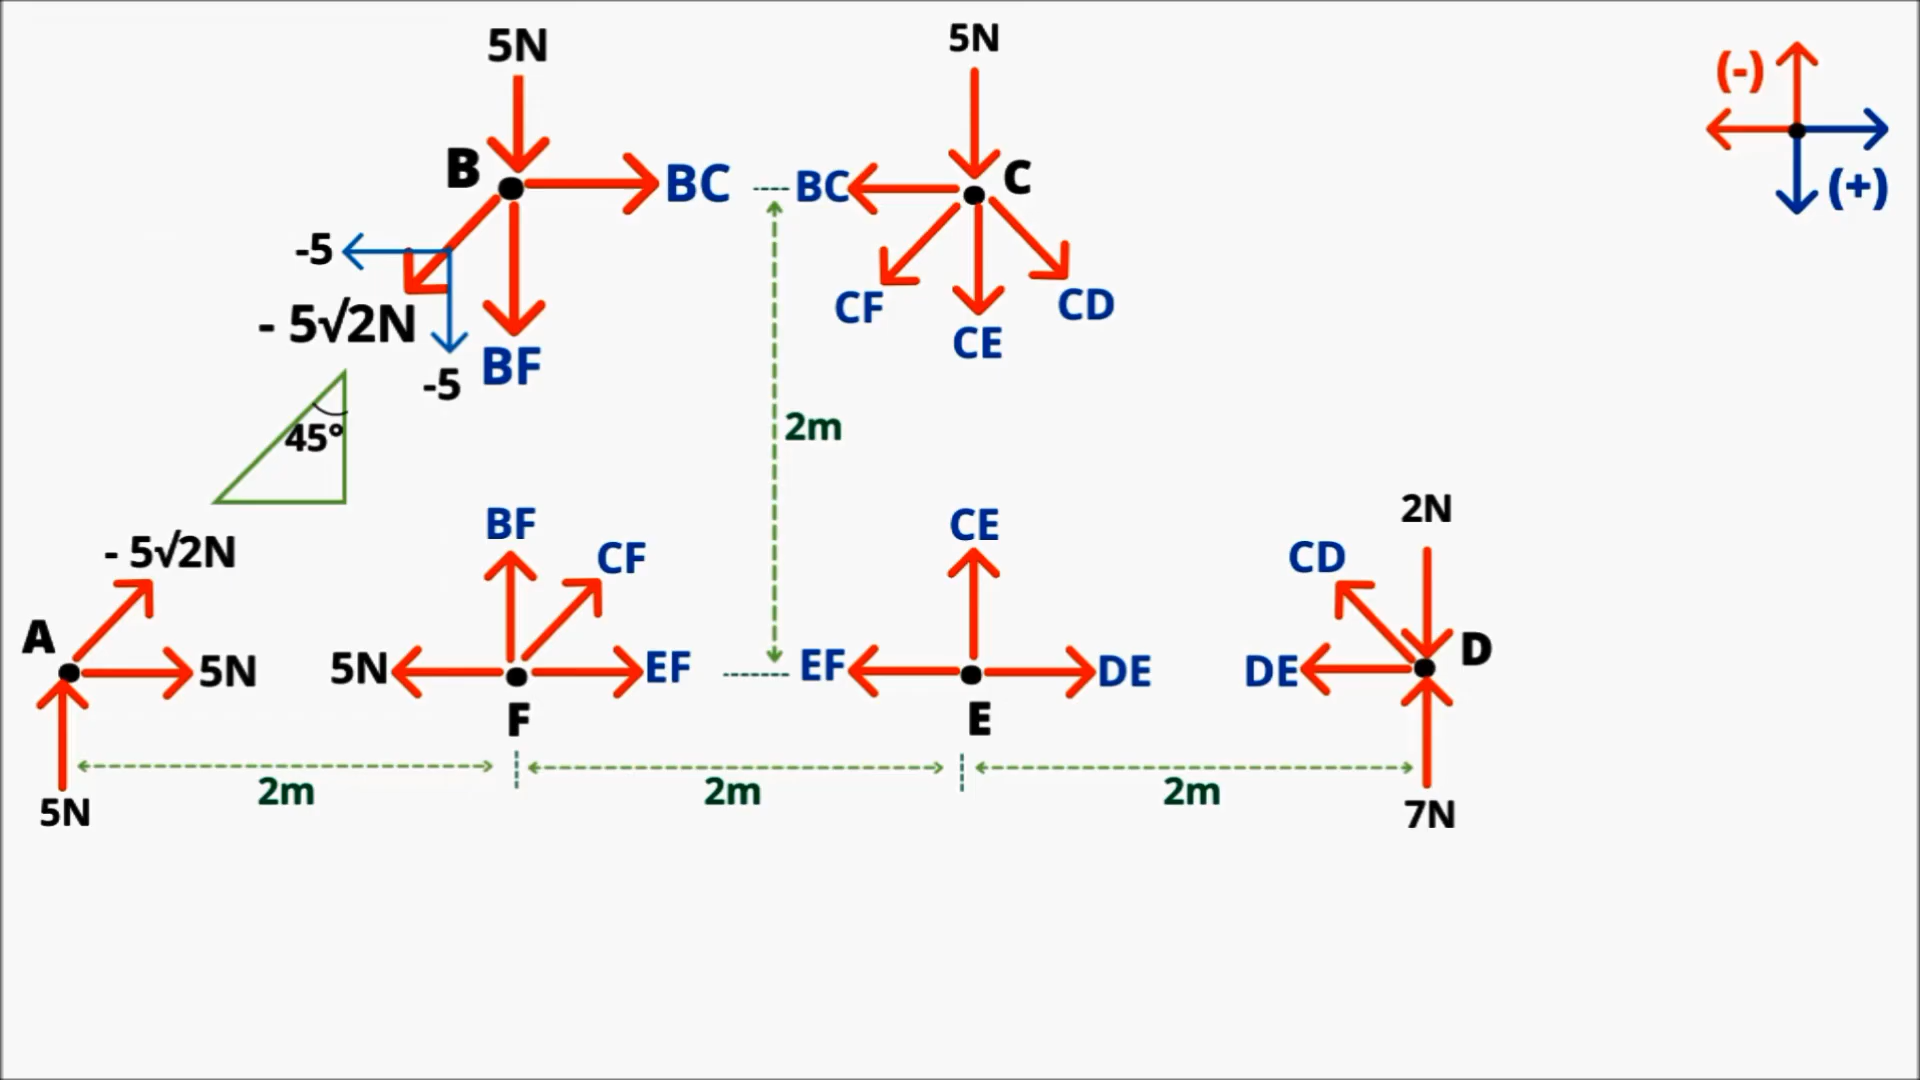 5N
5N
(-)
B
BC
BC
C
(+)
-5
- 5√2N
BF
-5
CF
CE
CD
45°
2m
BF
CE
2N
- 5√2N
CF
CD
A
5N
5N
EF
EF
DE
DE
D
F
E
2m
2m
2m
5N
7N